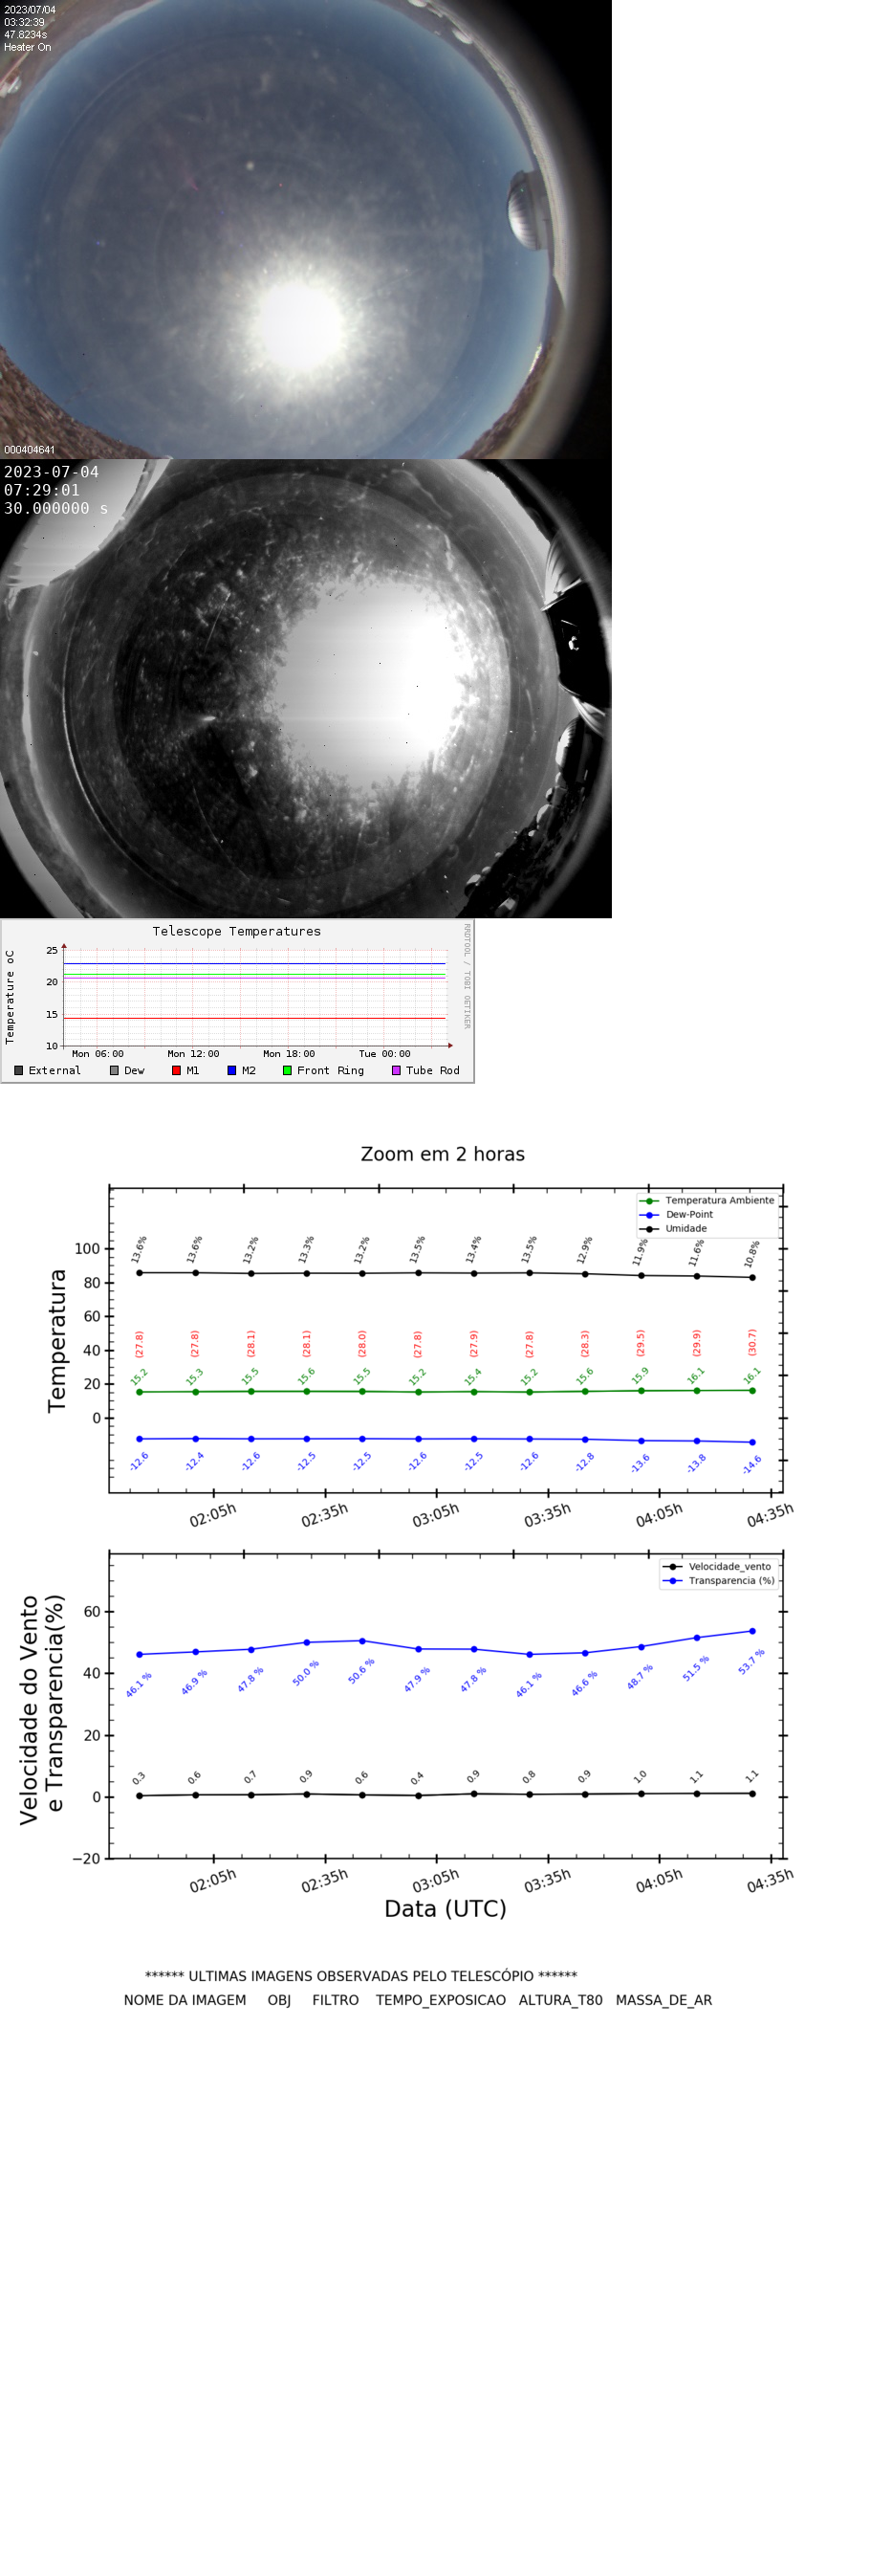 2023/07/04
03:32:39
47.8234s
Heater On
000404641
2023-07-04
07:29:01
30.000000 s
Telescope Temperatures
RRDTOOL / TOBI OETIKER
Temperature oC
25
20
15
10
Mon 06:00 Mon 12:00 Mon 18:00 Tue 00:00
External Dew M1 M2 Front Ring Tube Rod
Zoom em 2 horas
Temperatura Ambiente
Dew-Point
Umidade
Temperatura
100
80
60
40
20
0
13.6% 13.6% 13.2% 13.3% 13.2% 13.5% 13.4% 13.5% 12.9% 11.9% 11.6% 10.8%
(27.8) (27.8) (28.1) (28.1) (28.0) (27.8) (27.9) (27.8) (28.3) (29.5) (29.9) (30.7)
15.2 15.3 15.5 15.6 15.5 15.2 15.4 15.2 15.6 15.9 16.1 16.1
-12.6 -12.4 -12.6 -12.5 -12.5 -12.6 -12.5 -12.6 -12.8 -13.6 -13.8 -14.6
02:05h 02:35h 03:05h 03:35h 04:05h 04:35h
Velocidade_vento
Transparencia (%)
Velocidade do Vento
e Transparencia(%)
60
40
20
0
−20
46.1 % 46.9 % 47.8 % 50.0 % 50.6 % 47.9 % 47.8 % 46.1 % 46.6 % 48.7 % 51.5 % 53.7 %
0.3 0.6 0.7 0.9 0.6 0.4 0.9 0.8 0.9 1.0 1.1 1.1
02:05h 02:35h 03:05h 03:35h 04:05h 04:35h
Data (UTC)
****** ULTIMAS IMAGENS OBSERVADAS PELO TELESCÓPIO ******
NOME DA IMAGEM OBJ FILTRO TEMPO_EXPOSICAO ALTURA_T80 MASSA_DE_AR